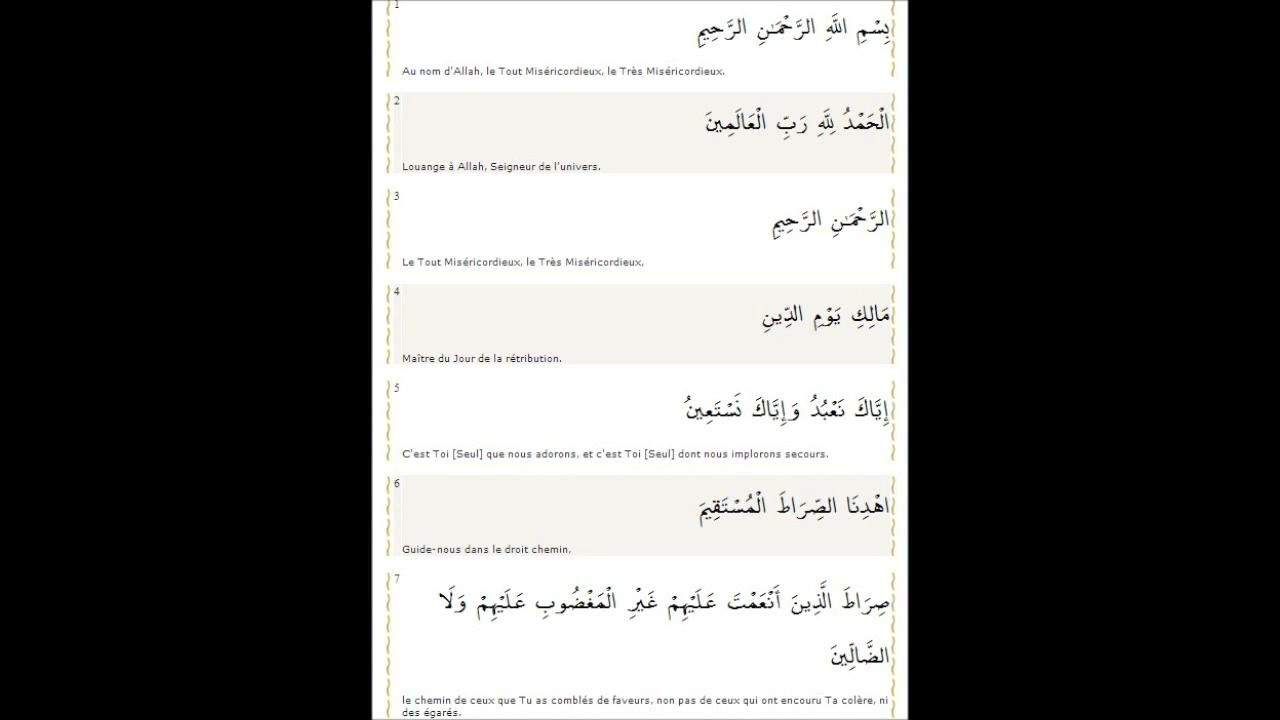 1
بِسْمِ اللَّهِ الرَّحْمَـٰنِ الرَّحِيمِ
Au nom d'Allah, le Tout Miséricordieux, le Très Miséricordieux.
2
الْحَمْدُ لِلَّهِ رَبِّ الْعَالَمِينَ
Louange à Allah, Seigneur de l'univers.
3
الرَّحْمَـٰنِ الرَّحِيمِ
Le Tout Miséricordieux, le Très Miséricordieux,
4
مَالِكِ يَوْمِ الدِّينِ
Maître du Jour de la rétribution.
5
إِيَّاكَ نَعْبُدُ وَإِيَّاكَ نَسْتَعِينُ
C'est Toi [Seul] que nous adorons, et c'est Toi [Seul] dont nous implorons secours.
6
اهْدِنَا الصِّرَاطَ الْمُسْتَقِيمَ
Guide-nous dans le droit chemin,
7
صِرَاطَ الَّذِينَ أَنْعَمْتَ عَلَيْهِمْ غَيْرِ الْمَغْضُوبِ عَلَيْهِمْ وَلَا
الضَّالِّينَ
le chemin de ceux que Tu as comblés de faveurs, non pas de ceux qui ont encouru Ta colère, ni
des égarés.